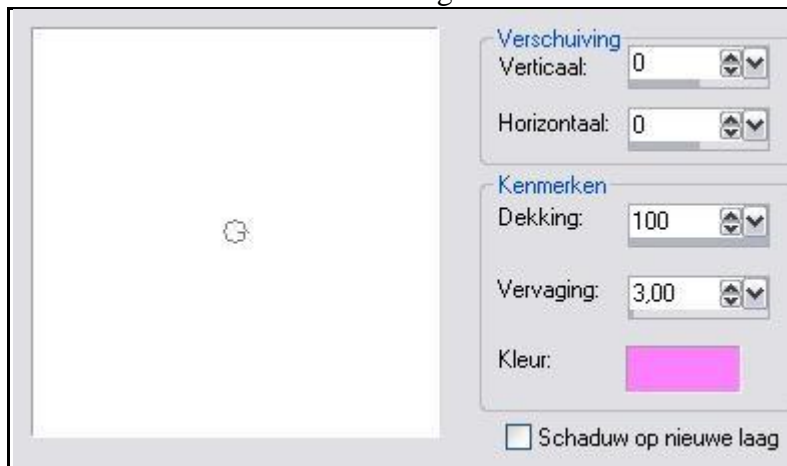 Verschuiving
Verticaal: 0
Horizontaal: 0
Kenmerken
Dekking: 100
Vervaging: 3,00
Kleur:
Schaduw op nieuwe laag